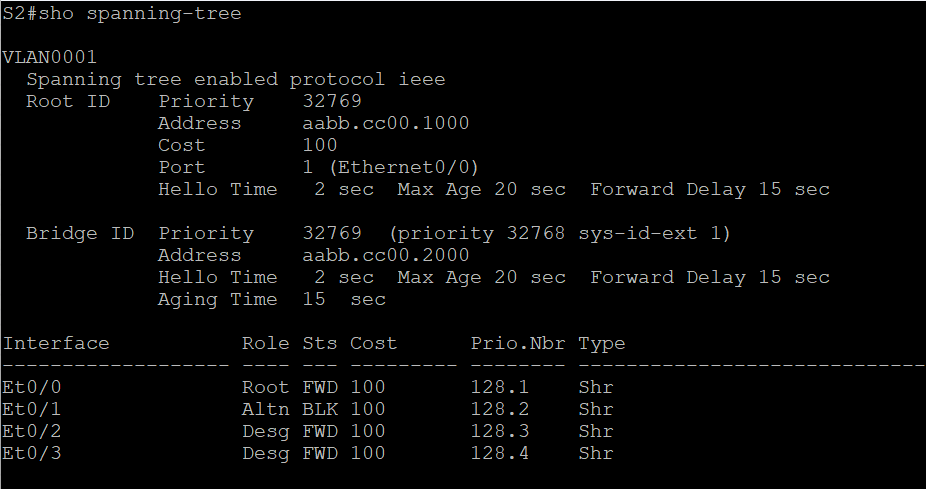 S2#sho spanning-tree

VLAN0001
  Spanning tree enabled protocol ieee
  Root ID    Priority    32769
             Address     aabb.cc00.1000
             Cost        100
             Port        1 (Ethernet0/0)
             Hello Time   2 sec  Max Age 20 sec  Forward Delay 15 sec

  Bridge ID  Priority    32769  (priority 32768 sys-id-ext 1)
             Address     aabb.cc00.2000
             Hello Time   2 sec  Max Age 20 sec  Forward Delay 15 sec
             Aging Time  15  sec

Interface           Role Sts Cost      Prio.Nbr Type
------------------- ---- --- --------- -------- -----------------------------
Et0/0               Root FWD 100       128.1    Shr
Et0/1               Altn BLK 100       128.2    Shr
Et0/2               Desg FWD 100       128.3    Shr
Et0/3               Desg FWD 100       128.4    Shr